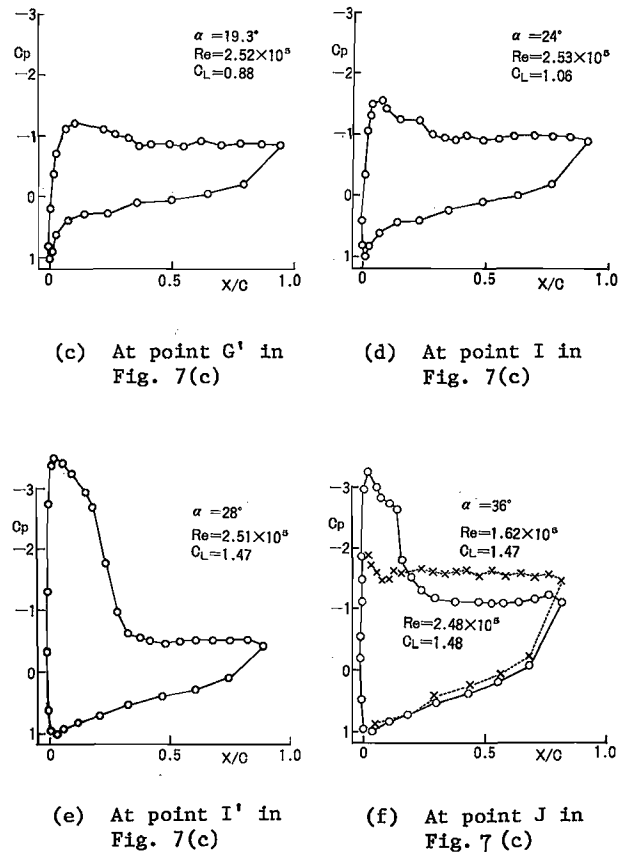 −3
Cp
−2
−1
0
1
α=19.3°
Re=2.52×10⁵
CL=0.88
0
0.5
1.0
X/C
(c) At point G' in
Fig. 7(c)
−3
Cp
−2
−1
0
1
α=24°
Re=2.53×10⁵
CL=1.06
0
0.5
1.0
X/C
(d) At point I in
Fig. 7(c)
−3
Cp
−2
−1
0
1
α=28°
Re=2.51×10⁵
CL=1.47
0
0.5
1.0
X/C
(e) At point I' in
Fig. 7(c)
−3
Cp
−2
−1
0
1
α=36°
Re=1.62×10⁵
CL=1.47
Re=2.48×10⁵
CL=1.48
0
0.5
1.0
X/C
(f) At point J in
Fig. 7 (c)